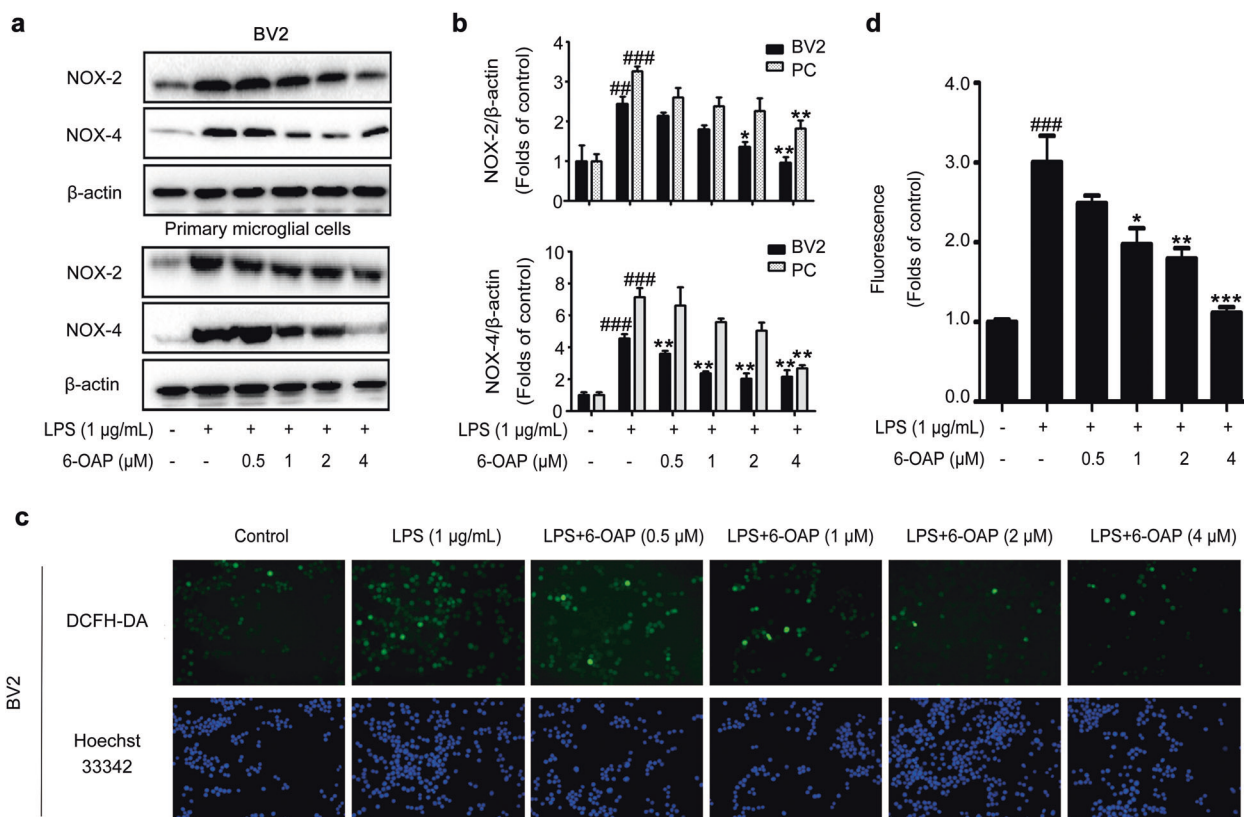 a
BV2
NOX-2
NOX-4
β-actin
Primary microglial cells
NOX-2
NOX-4
β-actin
LPS (1 µg/mL) - + + + + +
6-OAP (µM) - - 0.5 1 2 4
b
NOX-2/β-actin
(Folds of control)
4
3
2
1
0
BV2
PC
##
###
*
**
**
NOX-4/β-actin
(Folds of control)
10
8
6
4
2
0
BV2
PC
###
###
**
**
**
**
**
LPS (1 µg/mL) - + + + + +
6-OAP (µM) - - 0.5 1 2 4
d
Fluorescence
(Folds of control)
4.0
3.0
2.0
1.0
0.0
###
*
**
***
LPS (1 µg/mL) - + + + + +
6-OAP (µM) - - 0.5 1 2 4
c
Control
LPS (1 µg/mL)
LPS+6-OAP (0.5 µM)
LPS+6-OAP (1 µM)
LPS+6-OAP (2 µM)
LPS+6-OAP (4 µM)
BV2
DCFH-DA
Hoechst
33342